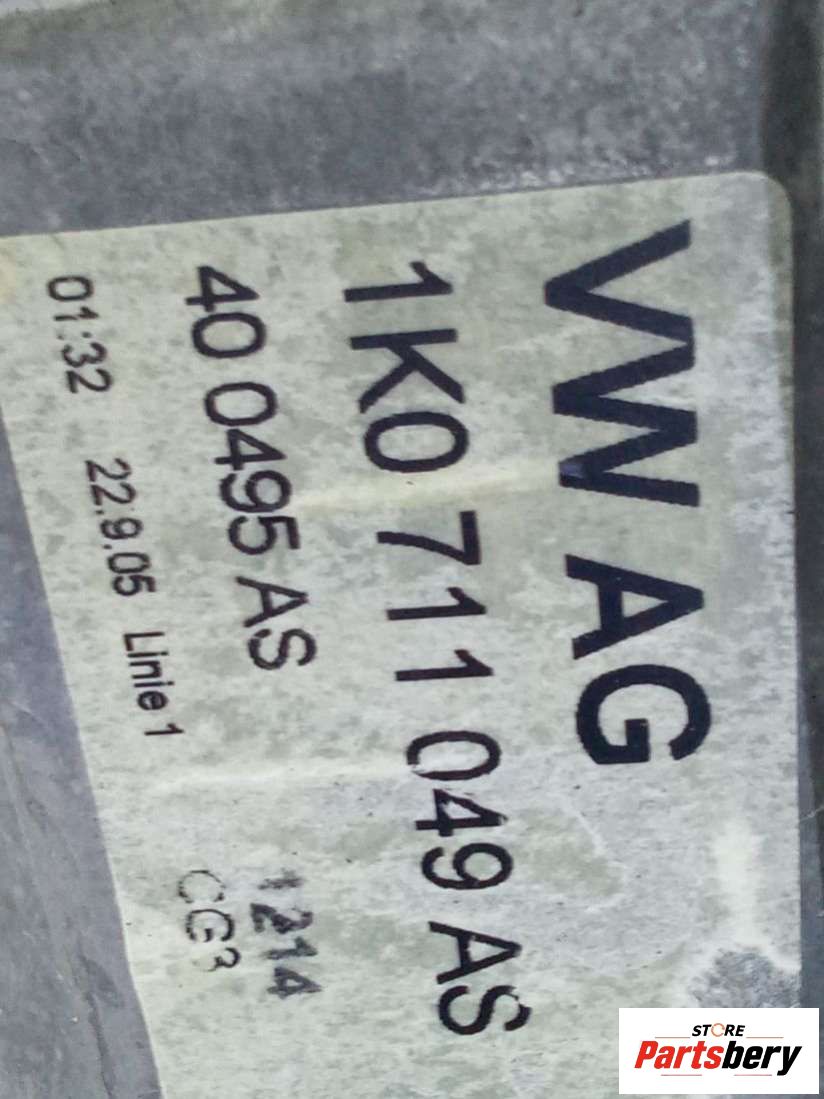 VW AG
1K0 711 049 AS
40 0495 AS
1214
CG3
01:32 22.9.05 Linie 1
STORE
Partsbery